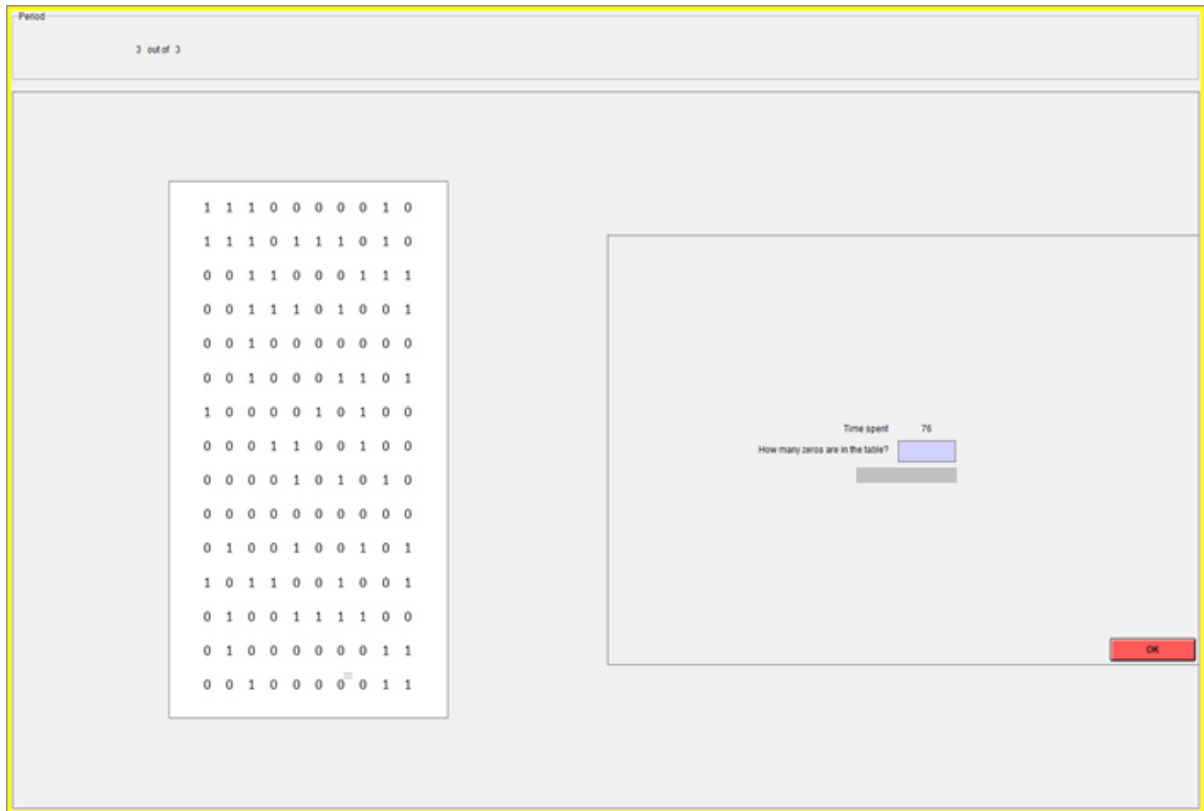 Period
3 out of 3
1 1 1 0 0 0 0 0 1 0
1 1 1 0 1 1 1 0 1 0
0 0 1 1 0 0 0 1 1 1
0 0 1 1 1 0 1 0 0 1
0 0 1 0 0 0 0 0 0 0
0 0 1 0 0 0 1 1 0 1
1 0 0 0 0 1 0 1 0 0
0 0 0 1 1 0 0 1 0 0
0 0 0 0 1 0 1 0 1 0
0 0 0 0 0 0 0 0 0 0
0 1 0 0 1 0 0 1 0 1
1 0 1 1 0 0 1 0 0 1
0 1 0 0 1 1 1 1 0 0
0 1 0 0 0 0 0 0 1 1
0 0 1 0 0 0 0 0 1 1
Time spent 76
How many zeros are in the table?
OK